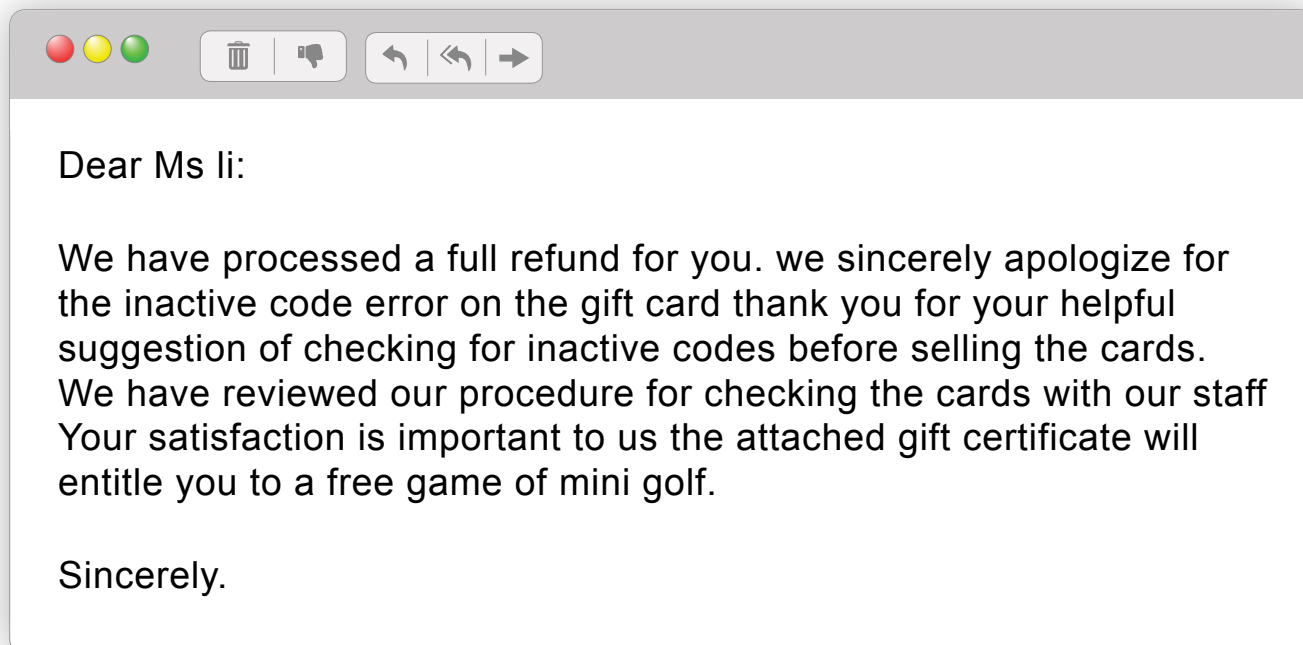 Dear Ms li:
We have processed a full refund for you. we sincerely apologize for
the inactive code error on the gift card thank you for your helpful
suggestion of checking for inactive codes before selling the cards.
We have reviewed our procedure for checking the cards with our staff
Your satisfaction is important to us the attached gift certificate will
entitle you to a free game of mini golf.
Sincerely.